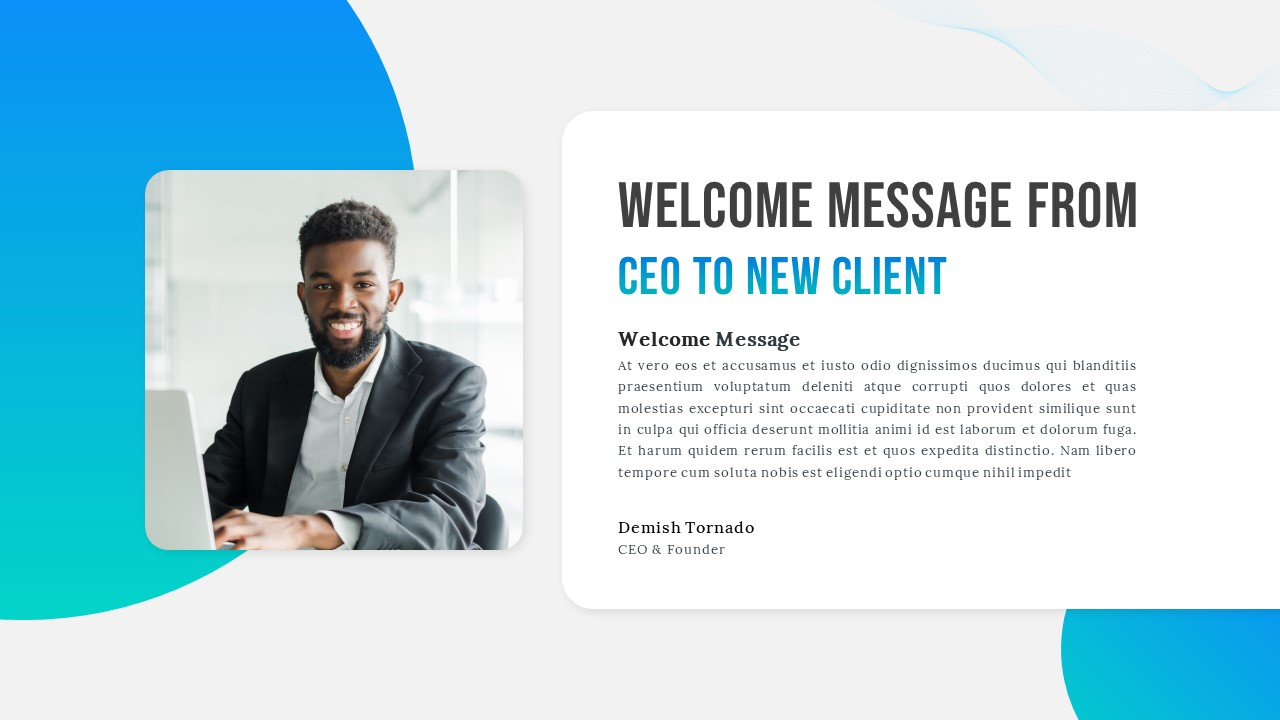 WELCOME MESSAGE FROM
CEO TO NEW CLIENT
Welcome Message
At vero eos et accusamus et iusto odio dignissimos ducimus qui blanditiis
praesentium voluptatum deleniti atque corrupti quos dolores et quas
molestias excepturi sint occaecati cupiditate non provident similique sunt
in culpa qui officia deserunt mollitia animi id est laborum et dolorum fuga.
Et harum quidem rerum facilis est et quos expedita distinctio. Nam libero
tempore cum soluta nobis est eligendi optio cumque nihil impedit
Demish Tornado
CEO & Founder